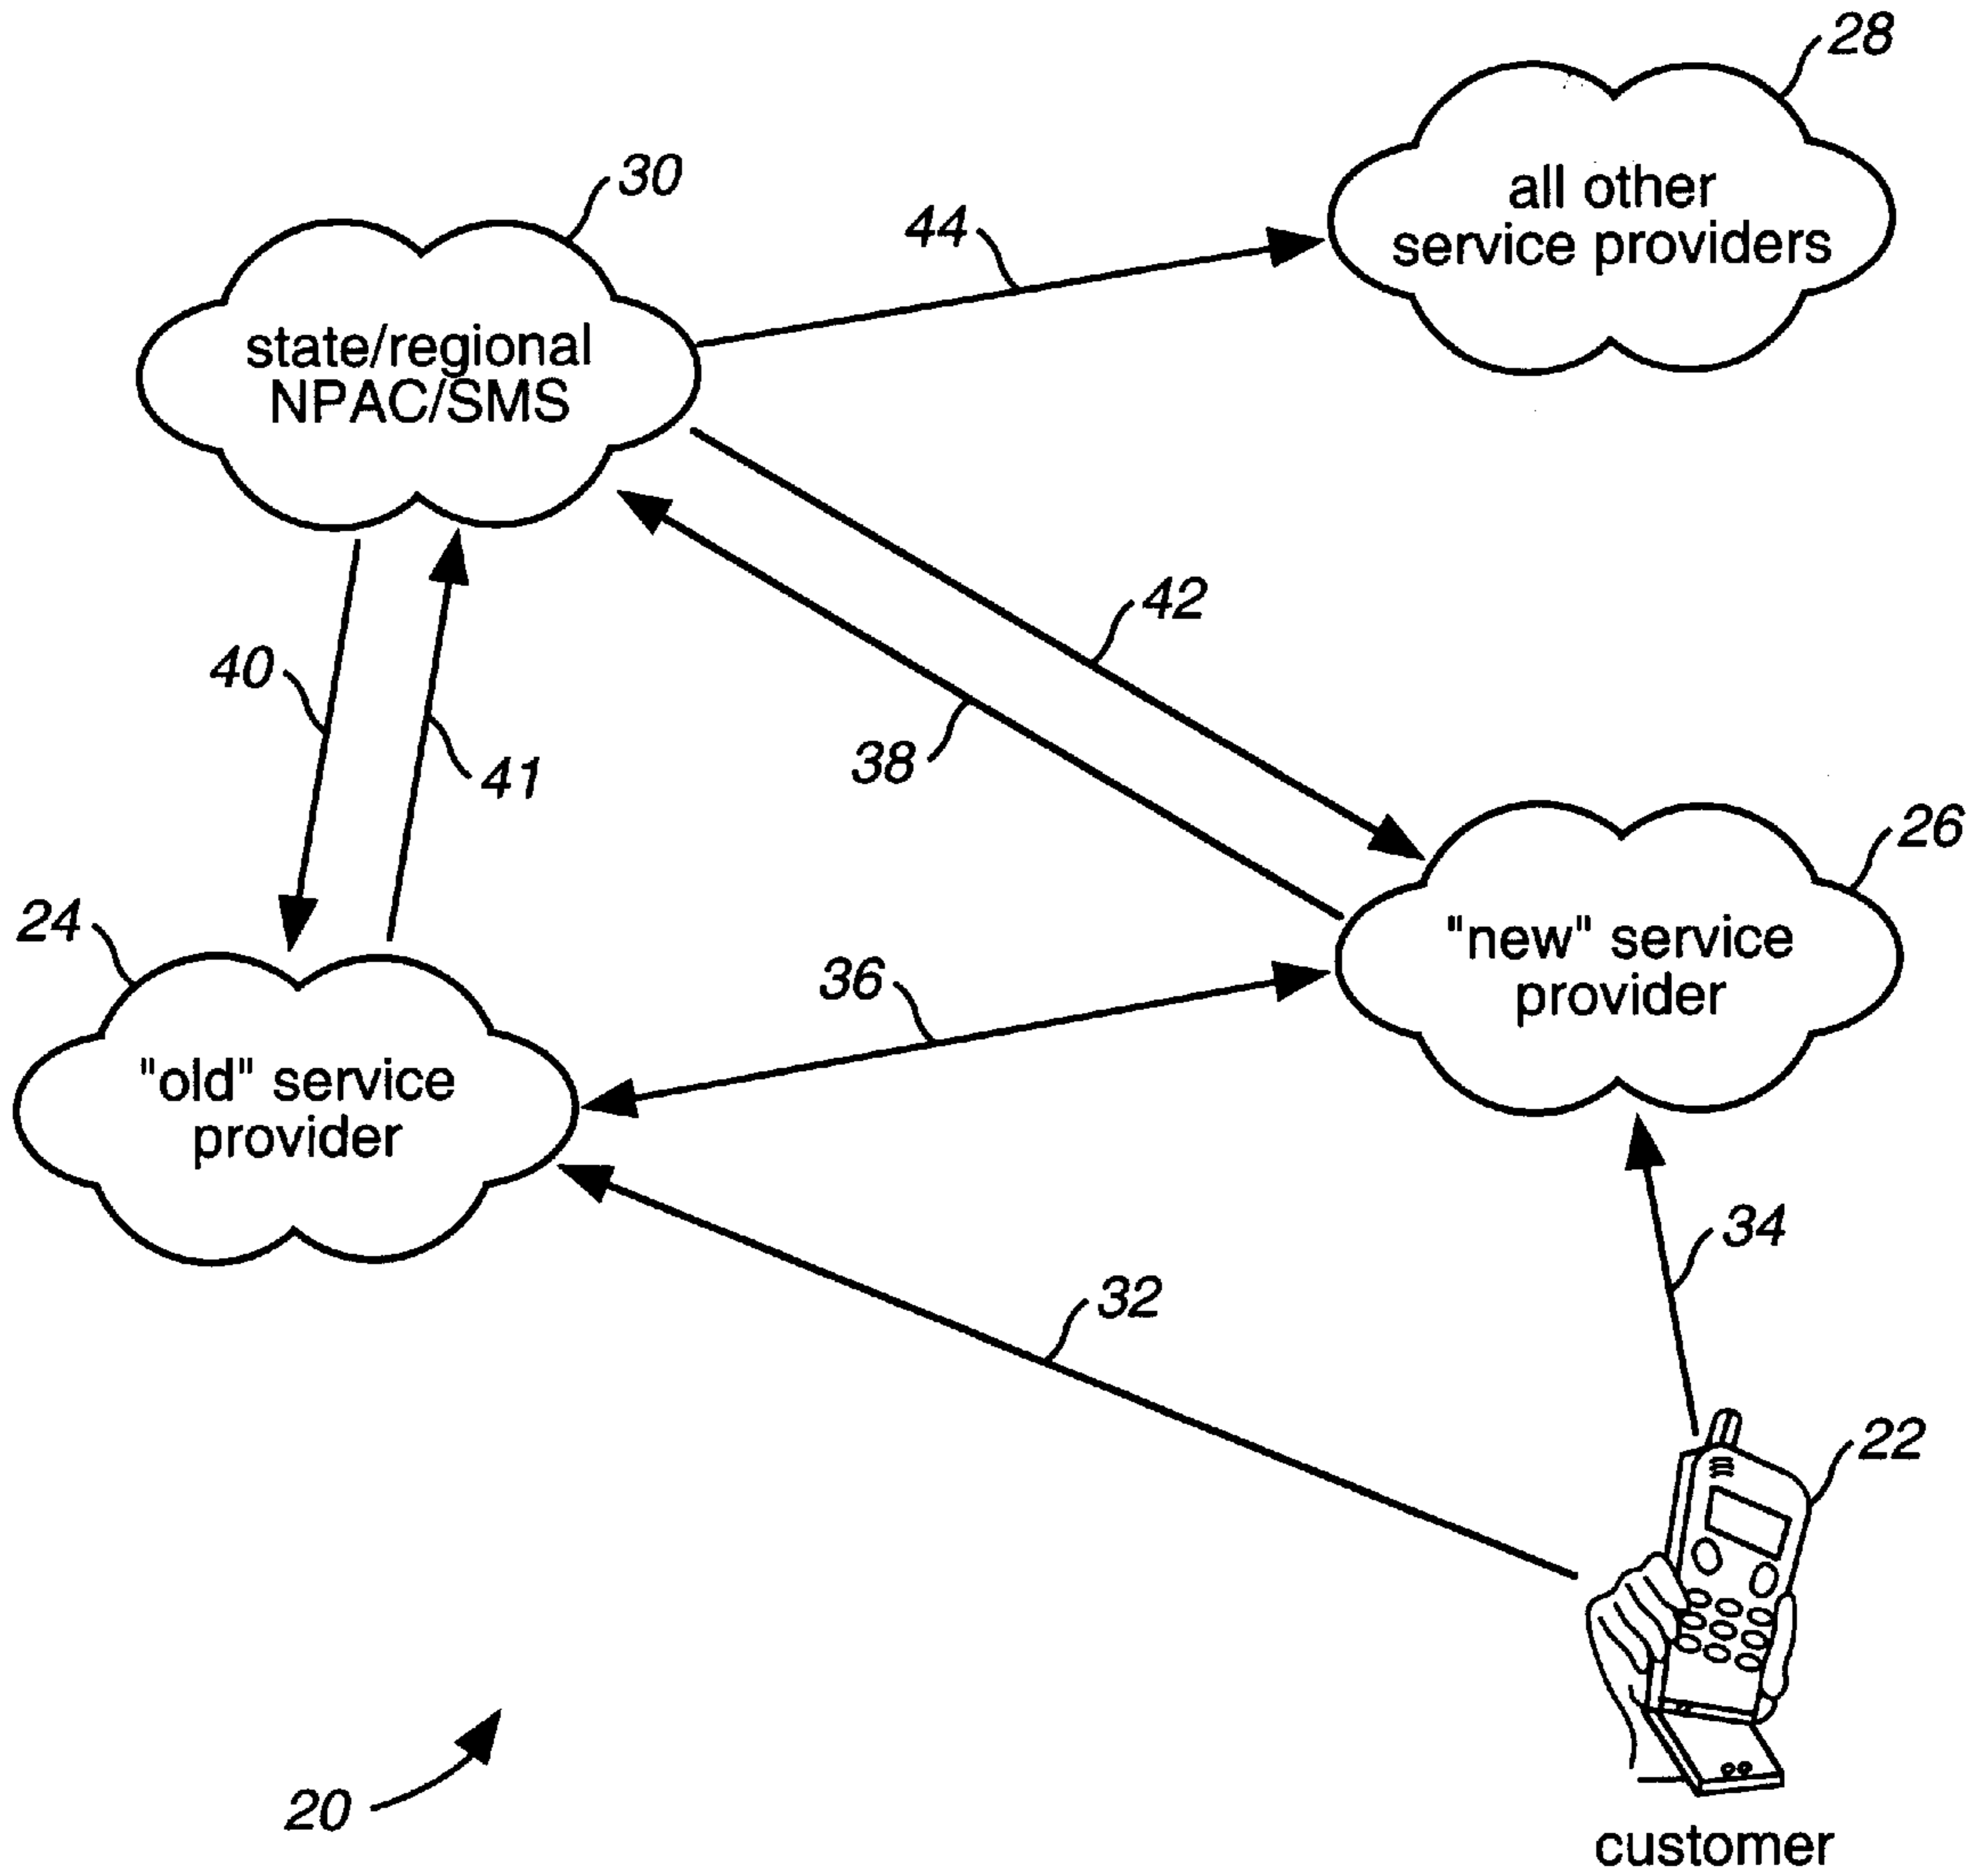 28
all other
service providers
30
44
state/regional
NPAC/SMS
42
40
38
41
26
24
"new" service
provider
36
"old" service
provider
34
32
22
20
customer